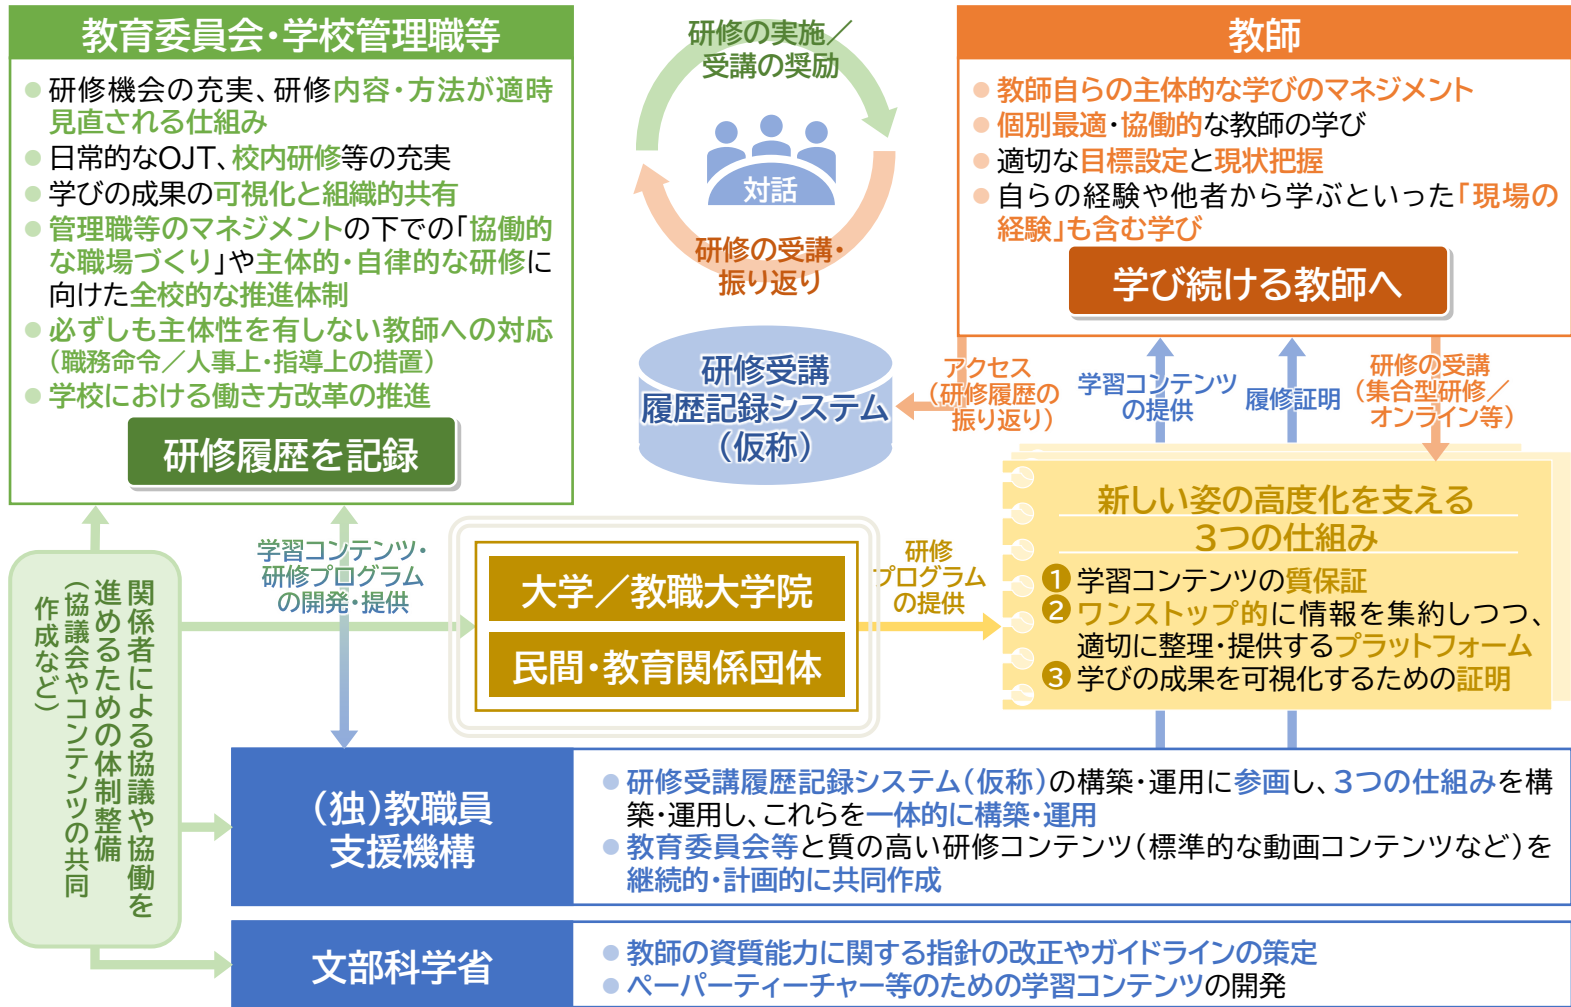 教育委員会・学校管理職等
● 研修機会の充実、研修内容・方法が適時
見直される仕組み
● 日常的なOJT、校内研修等の充実
● 学びの成果の可視化と組織的共有
● 管理職等のマネジメントの下での「協働的
な職場づくり」や主体的・自律的な研修に
向けた全校的な推進体制
● 必ずしも主体性を有しない教師への対応
(職務命令／人事上・指導上の措置)
● 学校における働き方改革の推進
研修履歴を記録
研修の実施／
受講の奨励
対話
研修の受講・
振り返り
研修受講
履歴記録システム
(仮称)
教師
● 教師自らの主体的な学びのマネジメント
● 個別最適・協働的な教師の学び
● 適切な目標設定と現状把握
● 自らの経験や他者から学ぶといった「現場の
経験」も含む学び
学び続ける教師へ
アクセス
(研修履歴の
振り返り)
学習コンテンツ
の提供
履修証明
研修の受講
(集合型研修／
オンライン等)
新しい姿の高度化を支える
3つの仕組み
❶ 学習コンテンツの質保証
❷ ワンストップ的に情報を集約しつつ、
適切に整理・提供するプラットフォーム
❸ 学びの成果を可視化するための証明
学習コンテンツ・
研修プログラム
の開発・提供
大学／教職大学院
民間・教育関係団体
研修
プログラム
の提供
関係者による協議や協働を
進めるための体制整備
(協議会やコンテンツの共同
作成など)
(独)教職員
支援機構
● 研修受講履歴記録システム(仮称)の構築・運用に参画し、3つの仕組みを構
築・運用し、これらを一体的に構築・運用
● 教育委員会等と質の高い研修コンテンツ(標準的な動画コンテンツなど)を
継続的・計画的に共同作成
文部科学省
● 教師の資質能力に関する指針の改正やガイドラインの策定
● ペーパーティーチャー等のための学習コンテンツの開発